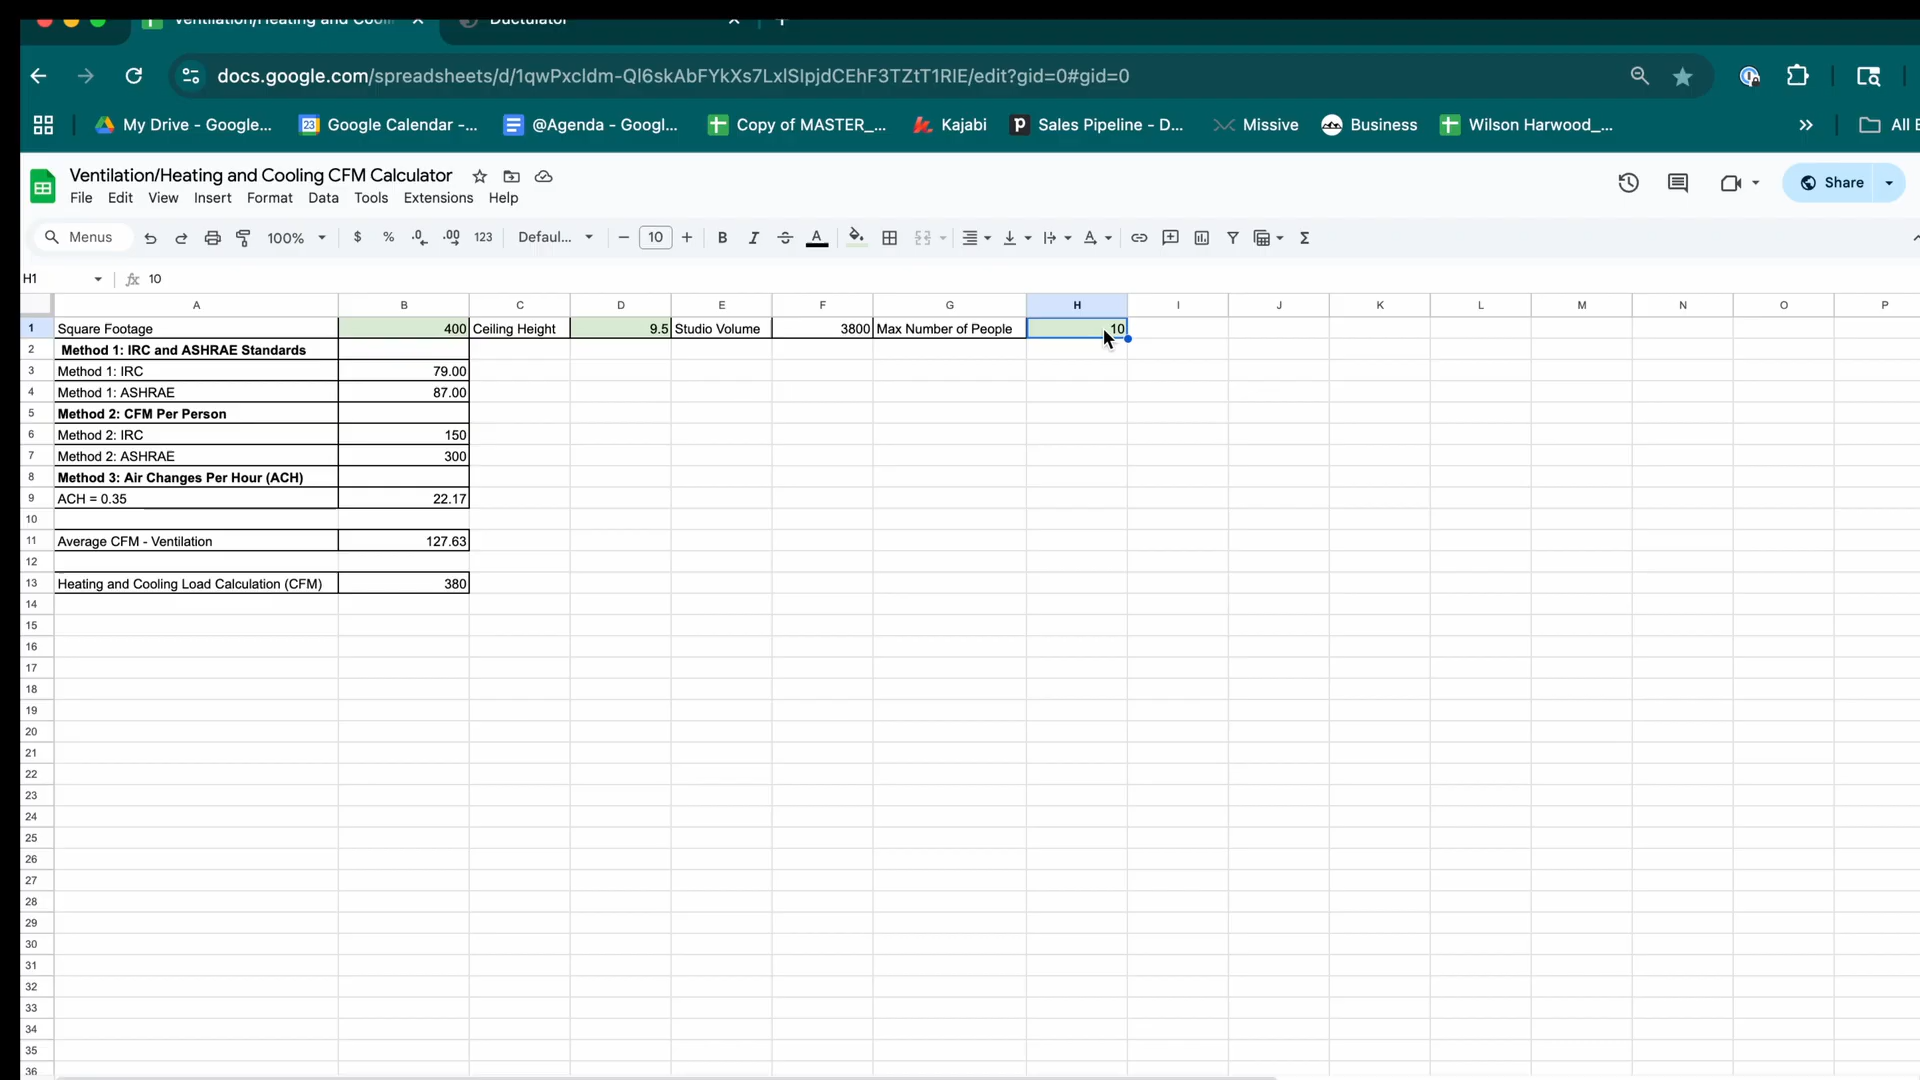 Ventilation/Heating and Cooli
Ductulator
docs.google.com/spreadsheets/d/1qwPxcIdm-Ql6skAbFYkXs7LxlSIpjdCEhF3TZtT1RIE/edit?gid=0#gid=0
My Drive - Google...
Google Calendar -...
@Agenda - Googl...
Copy of MASTER_...
Kajabi
Sales Pipeline - D...
Missive
Business
Wilson Harwood_...
All B
Ventilation/Heating and Cooling CFM Calculator
File Edit View Insert Format Data Tools Extensions Help
Share
Menus 100% $ % .0 .00 123 Defaul... − 10 + B I S A Σ
H1 fx 10
A B C D E F G H I J K L M N O P
1 Square Footage 400 Ceiling Height 9.5 Studio Volume 3800 Max Number of People 10
2 Method 1: IRC and ASHRAE Standards
3 Method 1: IRC 79.00
4 Method 1: ASHRAE 87.00
5 Method 2: CFM Per Person
6 Method 2: IRC 150
7 Method 2: ASHRAE 300
8 Method 3: Air Changes Per Hour (ACH)
9 ACH = 0.35 22.17
10
11 Average CFM - Ventilation 127.63
12
13 Heating and Cooling Load Calculation (CFM) 380
14
15
16
17
18
19
20
21
22
23
24
25
26
27
28
29
30
31
32
33
34
35
36